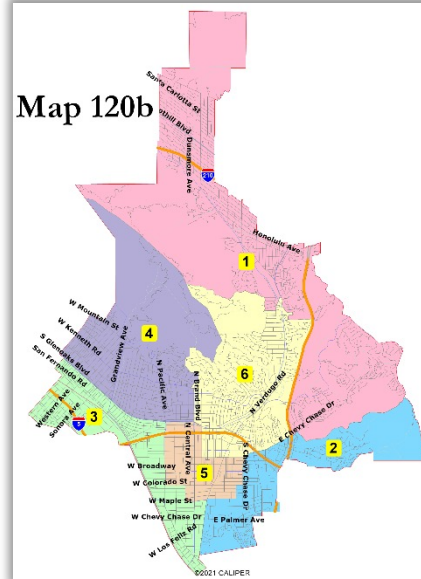 Map 120b
Santa Carlotta St
oothill Blvd
Dunsmore Ave
210
Honolulu Ave
1
W Mountain St
W Kenneth Rd
S Glenoaks Blvd
San Fernando Rd
Grandview Ave
4
N Pacific Ave
N Brand Blvd
6
N Verdugo Rd
Western Ave
Sonora Ave
3
5
E Chevy Chase Dr
2
N Central Ave
S Chevy Chase Dr
W Broadway
5
W Colorado St
W Maple St
W Chevy Chase Dr
E Palmer Ave
W Los Feliz Rd
©2021 CALIPER